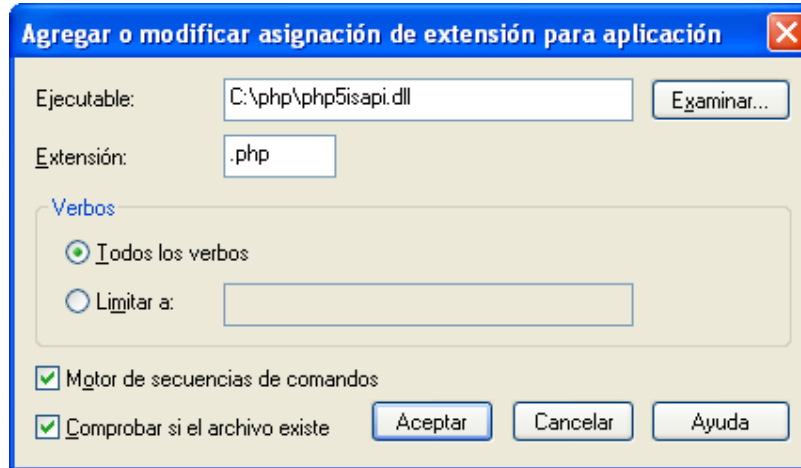 Agregar o modificar asignación de extensión para aplicación
Ejecutable: C:\php\php5isapi.dll Examinar...
Extensión: .php
Verbos
Todos los verbos
Limitar a:
Motor de secuencias de comandos
Comprobar si el archivo existe Aceptar Cancelar Ayuda